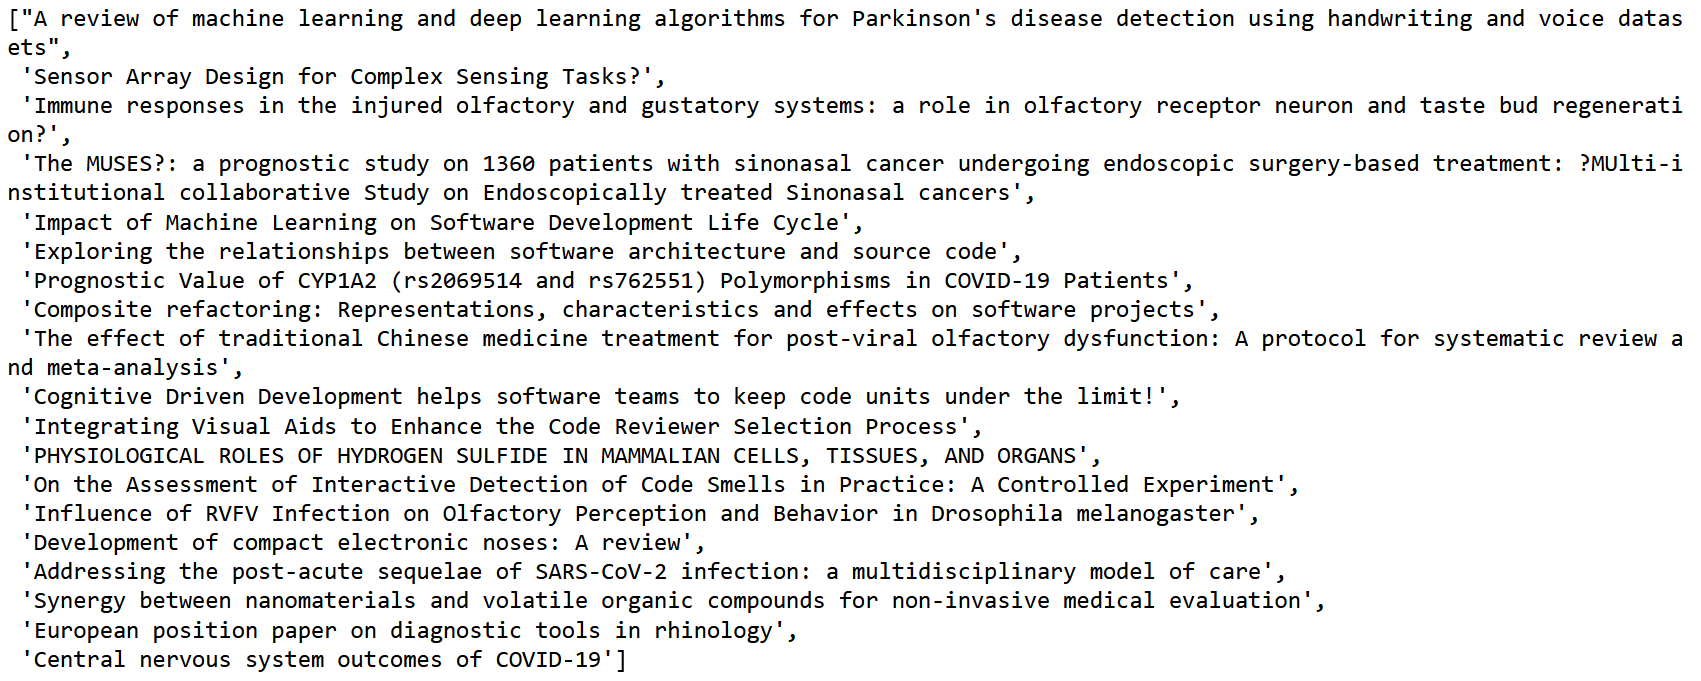 ["A review of machine learning and deep learning algorithms for Parkinson's disease detection using handwriting and voice datas
ets",
 'Sensor Array Design for Complex Sensing Tasks?',
 'Immune responses in the injured olfactory and gustatory systems: a role in olfactory receptor neuron and taste bud regenerati
on?',
 'The MUSES?: a prognostic study on 1360 patients with sinonasal cancer undergoing endoscopic surgery-based treatment: ?MUlti-i
nstitutional collaborative Study on Endoscopically treated Sinonasal cancers',
 'Impact of Machine Learning on Software Development Life Cycle',
 'Exploring the relationships between software architecture and source code',
 'Prognostic Value of CYP1A2 (rs2069514 and rs762551) Polymorphisms in COVID-19 Patients',
 'Composite refactoring: Representations, characteristics and effects on software projects',
 'The effect of traditional Chinese medicine treatment for post-viral olfactory dysfunction: A protocol for systematic review a
nd meta-analysis',
 'Cognitive Driven Development helps software teams to keep code units under the limit!',
 'Integrating Visual Aids to Enhance the Code Reviewer Selection Process',
 'PHYSIOLOGICAL ROLES OF HYDROGEN SULFIDE IN MAMMALIAN CELLS, TISSUES, AND ORGANS',
 'On the Assessment of Interactive Detection of Code Smells in Practice: A Controlled Experiment',
 'Influence of RVFV Infection on Olfactory Perception and Behavior in Drosophila melanogaster',
 'Development of compact electronic noses: A review',
 'Addressing the post-acute sequelae of SARS-CoV-2 infection: a multidisciplinary model of care',
 'Synergy between nanomaterials and volatile organic compounds for non-invasive medical evaluation',
 'European position paper on diagnostic tools in rhinology',
 'Central nervous system outcomes of COVID-19']